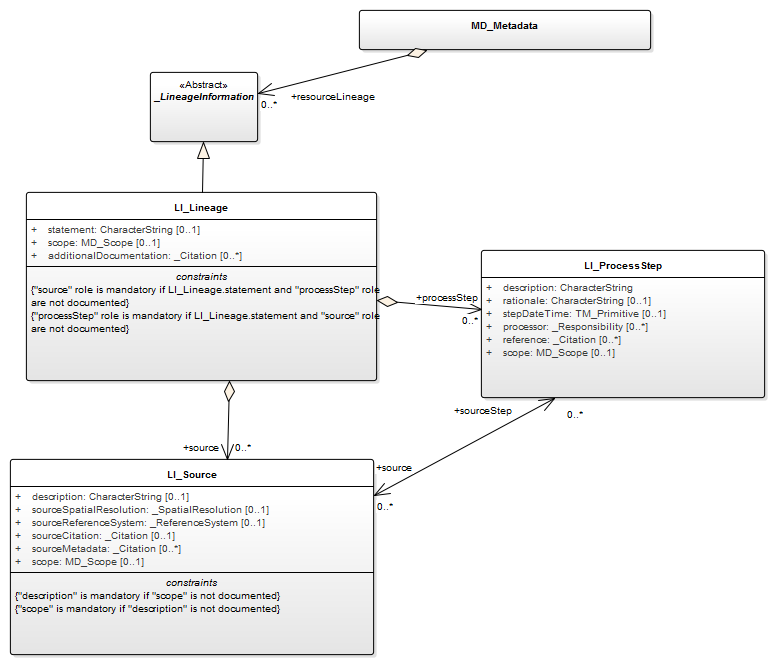 MD_Metadata
«Abstract»
_LineageInformation
0..*
+resourceLineage
LI_Lineage
+ statement: CharacterString [0..1]
+ scope: MD_Scope [0..1]
+ additionalDocumentation: _Citation [0..*]
constraints
{"source" role is mandatory if LI_Lineage.statement and "processStep" role
are not documented}
{"processStep" role is mandatory if LI_Lineage.statement and "source" role
are not documented}
+processStep
0..*
LI_ProcessStep
+ description: CharacterString
+ rationale: CharacterString [0..1]
+ stepDateTime: TM_Primitive [0..1]
+ processor: _Responsibility [0..*]
+ reference: _Citation [0..*]
+ scope: MD_Scope [0..1]
+sourceStep
0..*
+source
0..*
+source
0..*
LI_Source
+ description: CharacterString [0..1]
+ sourceSpatialResolution: _SpatialResolution [0..1]
+ sourceReferenceSystem: _ReferenceSystem [0..1]
+ sourceCitation: _Citation [0..1]
+ sourceMetadata: _Citation [0..*]
+ scope: MD_Scope [0..1]
constraints
{"description" is mandatory if "scope" is not documented}
{"scope" is mandatory if "description" is not documented}